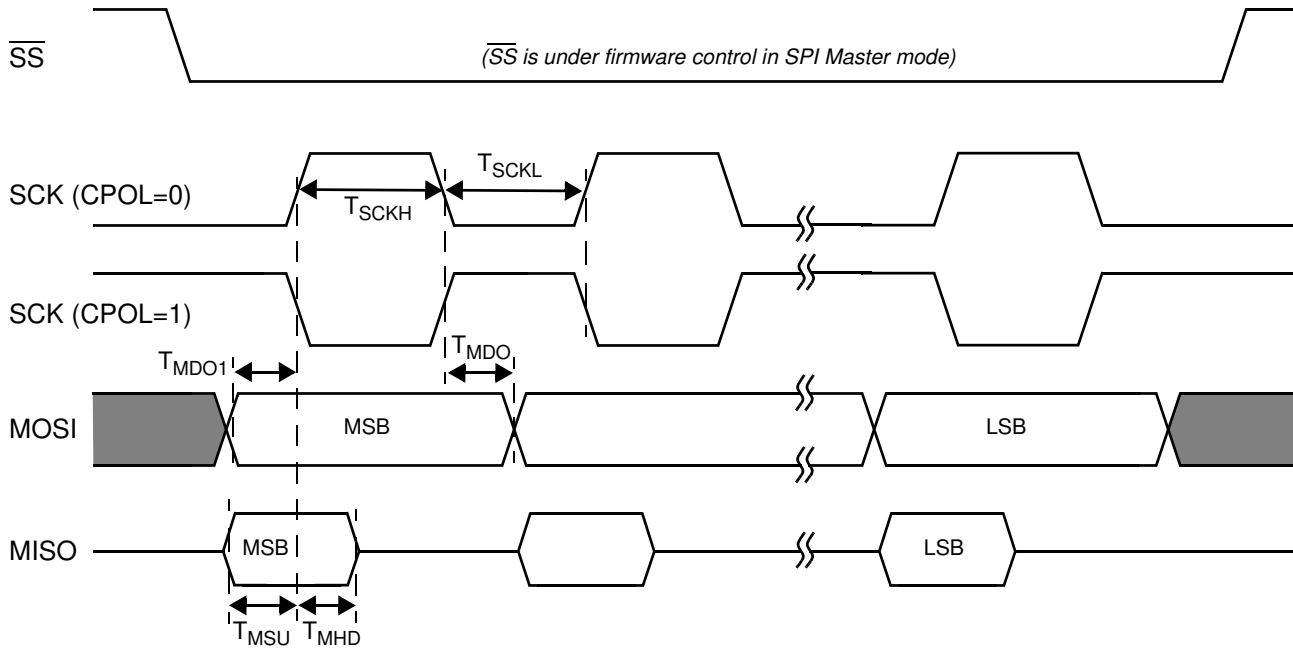 SS
(SS is under firmware control in SPI Master mode)
SCK (CPOL=0)
TSCKH
TSCKL
SCK (CPOL=1)
TMDO1
TMDO
MOSI
MSB
LSB
MISO
MSB
LSB
TMSU
TMHD